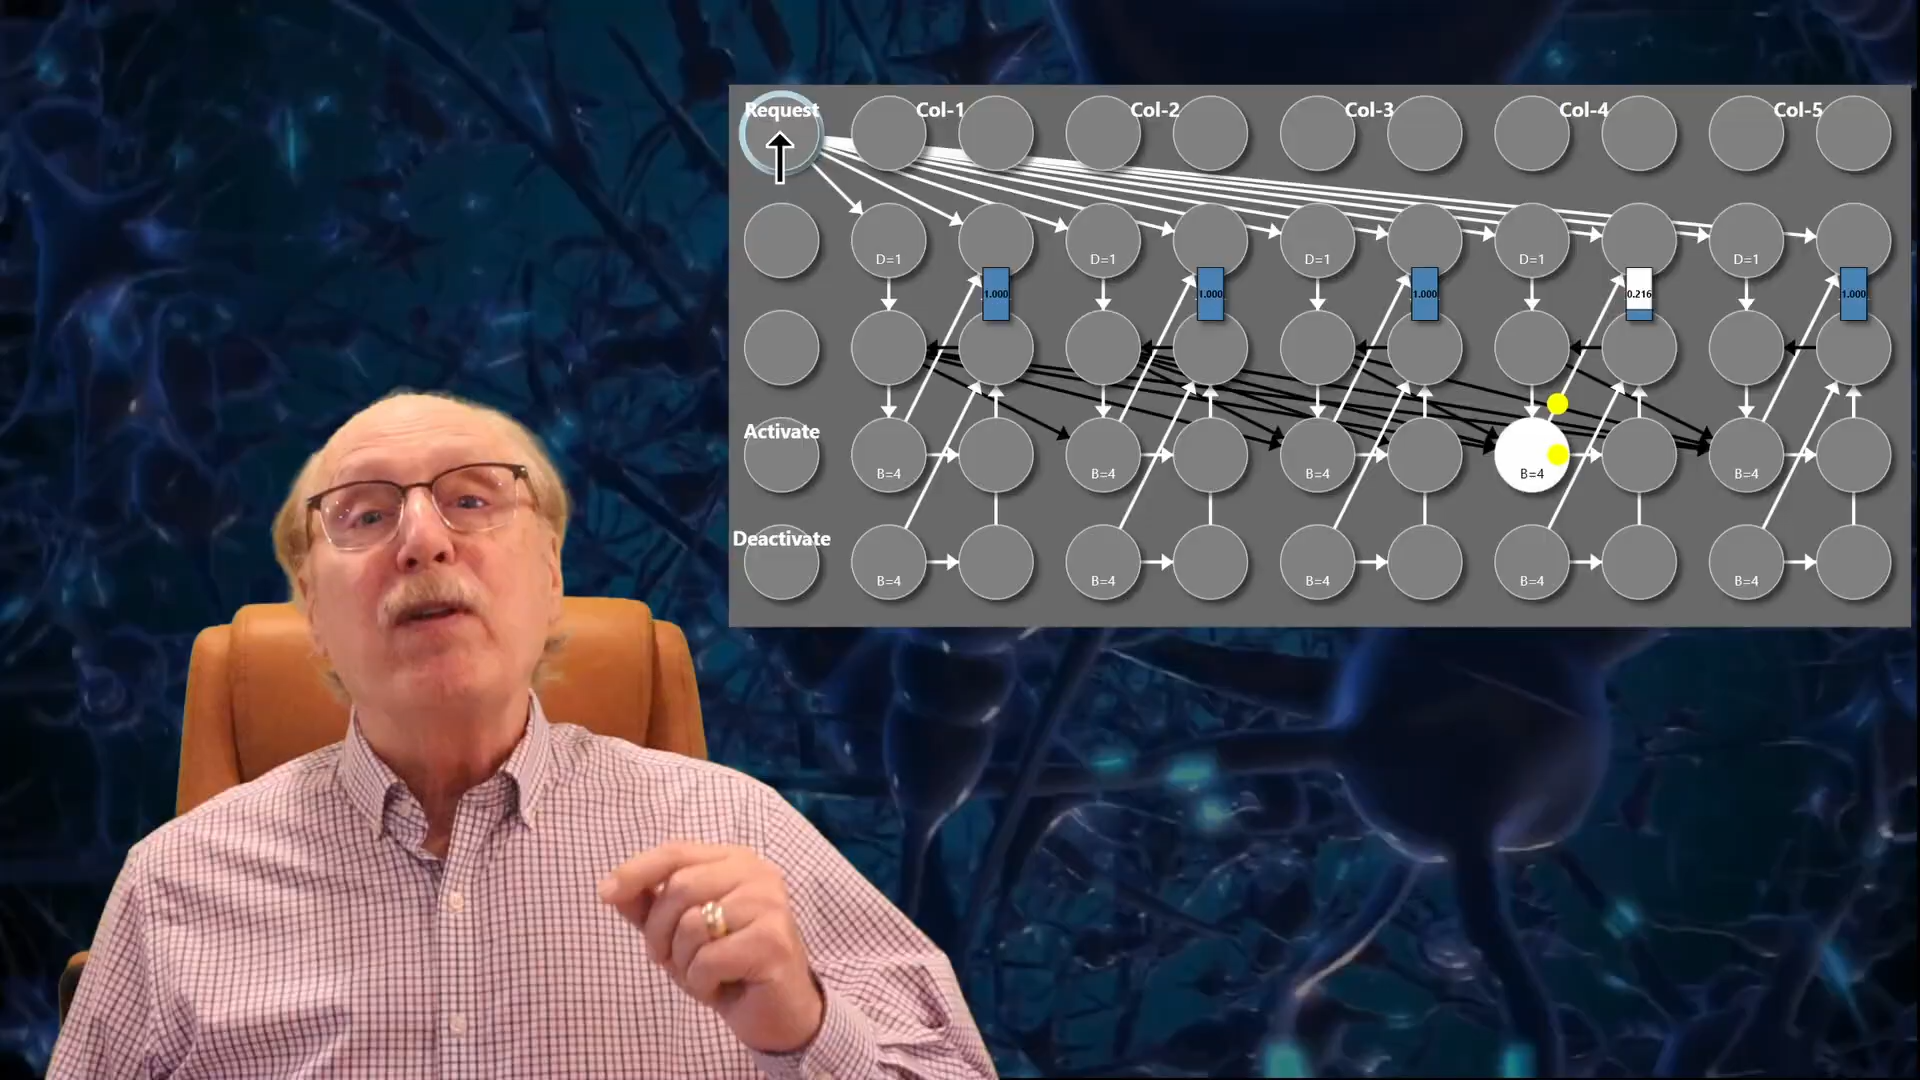 Request Col-1 Col-2 Col-3 Col-4 Col-5
D=1 D=1 D=1 D=1 D=1
1.000 1.000 1.000 0.216 1.000
Activate
B=4 B=4 B=4 B=4 B=4
Deactivate
B=4 B=4 B=4 B=4 B=4